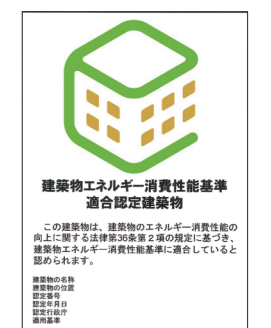 建築物エネルギー消費性能基準
適合認定建築物
この建築物は、建築物のエネルギー消費性能の
向上に関する法律第36条第２項の規定に基づき、
建築物エネルギー消費性能基準に適合していると
認められます。
建築物の名称
建築物の位置
認定番号
認定年月日
認定行政庁
適用基準